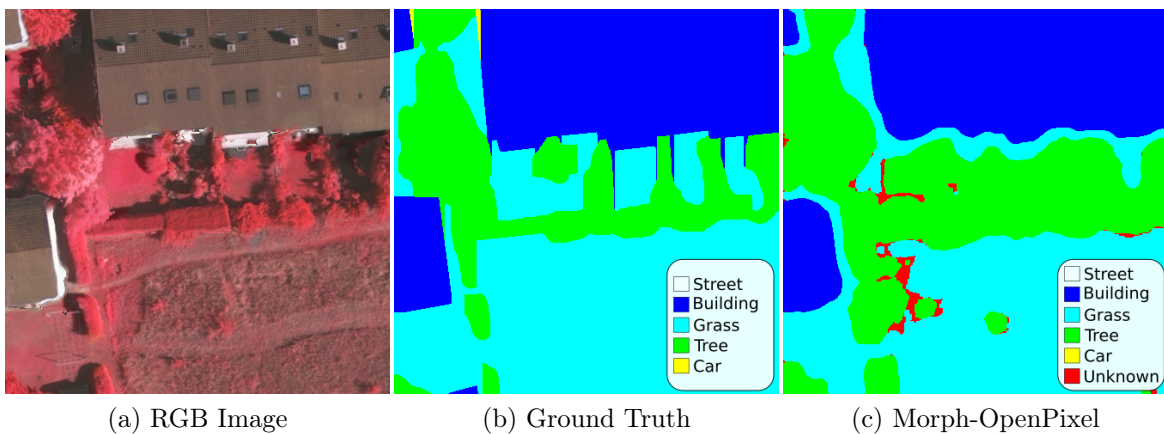 Street
Building
Grass
Tree
Car
Street
Building
Grass
Tree
Car
Unknown
(a) RGB Image
(b) Ground Truth
(c) Morph-OpenPixel